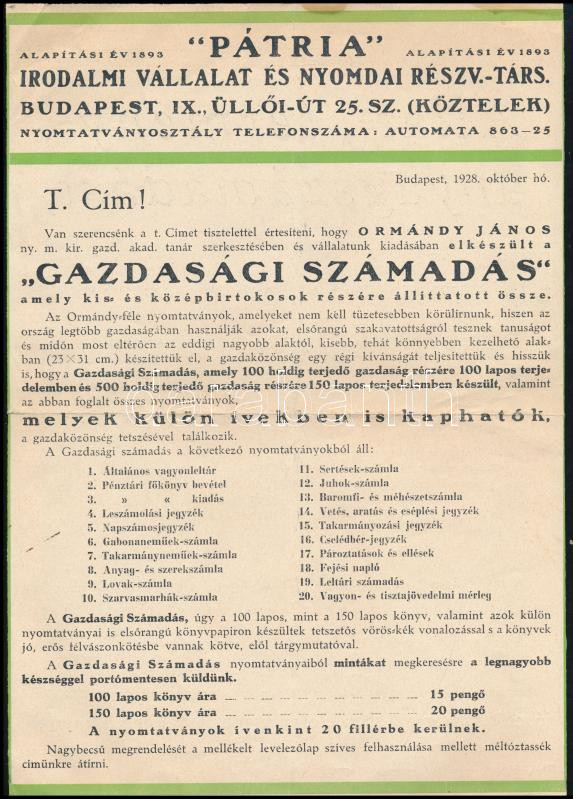 "PÁTRIA"
ALAPÍTÁSI ÉV 1893 ALAPÍTÁSI ÉV 1893
IRODALMI VÁLLALAT ÉS NYOMDAI RÉSZV.-TÁRS.
BUDAPEST, IX., ÜLLŐI-ÚT 25. SZ. (KÖZTELEK)
NYOMTATVÁNYOSZTÁLY TELEFONSZÁMA: AUTOMATA 863-25
Budapest, 1928. október hó.
T. Cím!
Van szerencsénk a t. Címet tisztelettel értesíteni, hogy ORMÁNDY JÁNOS
ny. m. kir. gazd. akad. tanár szerkesztésében és vállalatunk kiadásában elkészült a
„GAZDASÁGI SZÁMADÁS“
amely kis- és középbirtokosok részére állíttatott össze.
Az Ormándy-féle nyomtatványok, amelyeket nem kell tüzetesebben körülirnunk, hiszen az
ország legtöbb gazdaságában használják azokat, elsőrangú szakavatottságról tesznek tanuságot
és midőn most eltérően az eddigi nagyobb alaktól, kisebb, tehát könnyebben kezelhető alak-
ban (23×31 cm.) készítettük el, a gazdaközönség egy régi kívánságát teljesítettük és hisszük
is, hogy a Gazdasági Számadás, amely 100 holdig terjedő gazdaság részére 100 lapos terje-
delemben és 500 holdig terjedő gazdaság részére 150 lapos terjedelemben készült, valamint
az abban foglalt összes nyomtatványok,
melyek külön ívekben is kaphatók,
a gazdaközönség tetszésével találkozik.
A Gazdasági számadás a következő nyomtatványokból áll:
1. Általános vagyonleltár
2. Pénztári főkönyv bevétel
3. » « kiadás
4. Leszámolási jegyzék
5. Napszámosjegyzék
6. Gabonaneműek-számla
7. Takarmányneműek-számla
8. Anyag- és szerekszámla
9. Lovak-számla
10. Szarvasmarhák-számla
11. Sertések-számla
12. Juhok-számla
13. Baromfi- és méhészetszámla
14. Vetés, aratás és cséplési jegyzék
15. Takarmányozási jegyzék
16. Cselédbér-jegyzék
17. Pároztatások és ellések
18. Fejési napló
19. Leltári számadás
20. Vagyon- és tisztajövedelmi mérleg
A Gazdasági Számadás, úgy a 100 lapos, mint a 150 lapos könyv, valamint azok külön
nyomtatványai is elsőrangú könyvpapiron készültek tetszetős vörös-kék vonalozással s a könyvek
jó, erős félvászonkötésbe vannak kötve, elől tárgymutatóval.
A Gazdasági Számadás nyomtatványaiból mintákat megkeresésre a legnagyobb
készséggel portómentesen küldünk.
100 lapos könyv ára 15 pengő
150 lapos könyv ára 20 pengő
A nyomtatványok ívenkint 20 fillérbe kerülnek.
Nagybecsű megrendelését a mellékelt levelezőlap szíves felhasználása mellett méltóztassék
címünkre átírni.